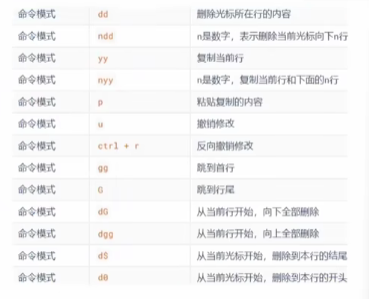 命令模式 dd 删除光标所在行的内容
命令模式 ndd n是数字，表示删除当前光标向下n行
命令模式 yy 复制当前行
命令模式 nyy n是数字，复制当前行和下面的n行
命令模式 p 粘贴复制的内容
命令模式 u 撤销修改
命令模式 ctrl + r 反向撤销修改
命令模式 gg 跳到首行
命令模式 G 跳到行尾
命令模式 dG 从当前行开始，向下全部删除
命令模式 dgg 从当前行开始，向上全部删除
命令模式 d$ 从当前光标开始，删除到本行的结尾
命令模式 d0 从当前光标开始，删除到本行的开头